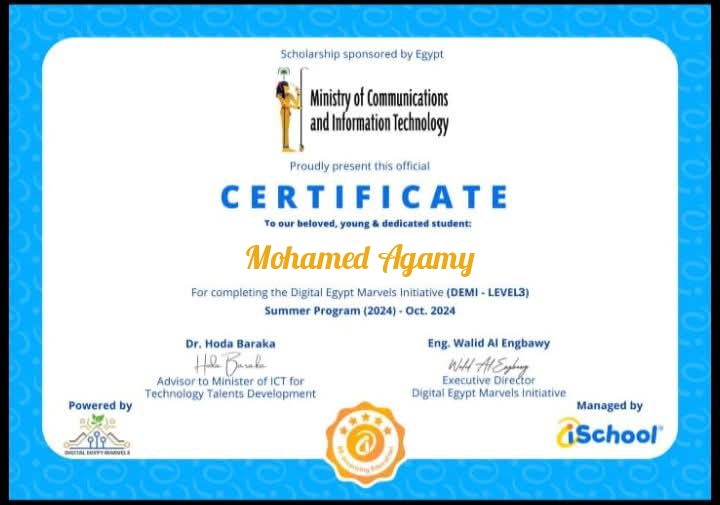 Scholarship sponsored by Egypt
Ministry of Communications
and Information Technology
Proudly present this official
CERTIFICATE
To our beloved, young & dedicated student:
Mohamed Agamy
For completing the Digital Egypt Marvels Initiative (DEMI - LEVEL3)
Summer Program (2024) - Oct. 2024
Dr. Hoda Baraka
Hoda Baraka
Advisor to Minister of ICT for
Technology Talents Development
Eng. Walid Al Engbawy
Walid Al Engbawy
Executive Director
Digital Egypt Marvels Initiative
Powered by
DIGITAL EGYPT MARVELS
Managed by
iSchool